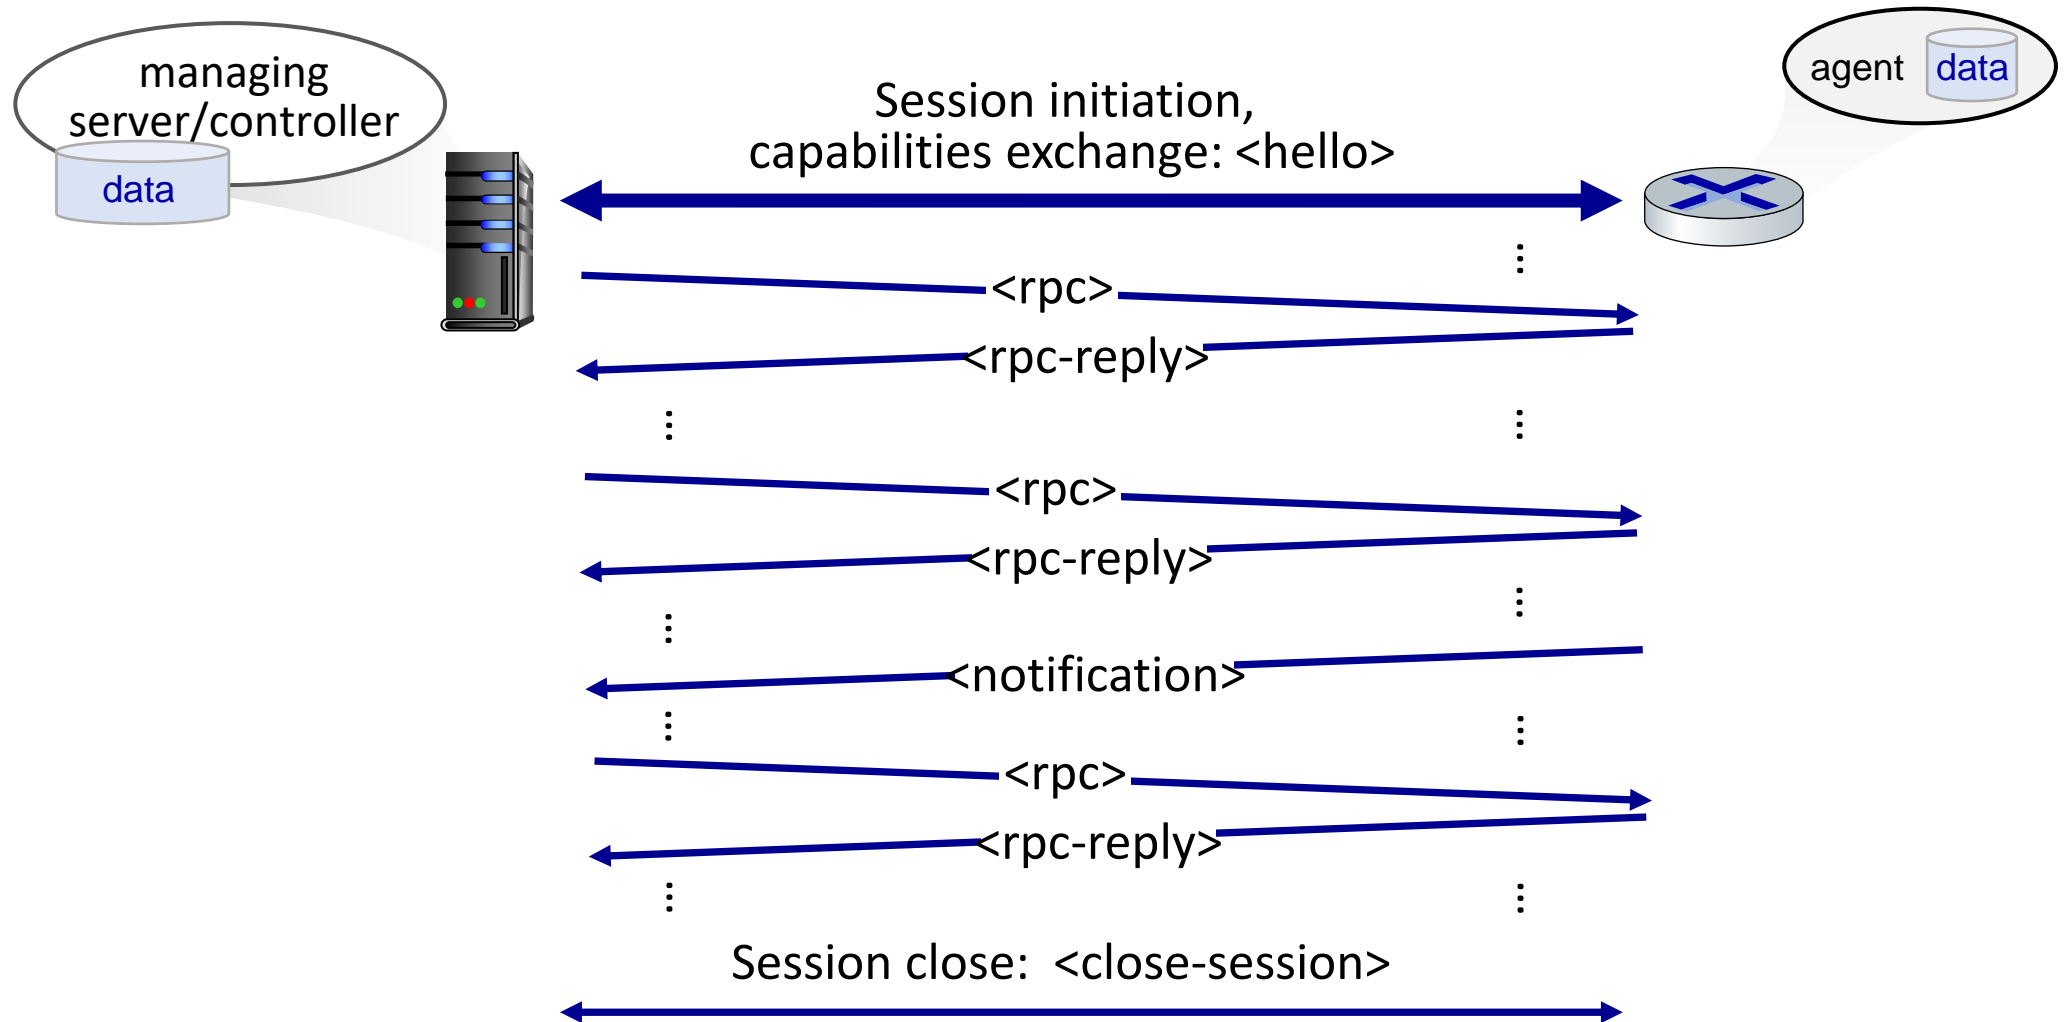 managing
server/controller
data
agent
data
Session initiation,
capabilities exchange: <hello>
<rpc>
<rpc-reply>
<rpc>
<rpc-reply>
<notification>
<rpc>
<rpc-reply>
Session close: <close-session>